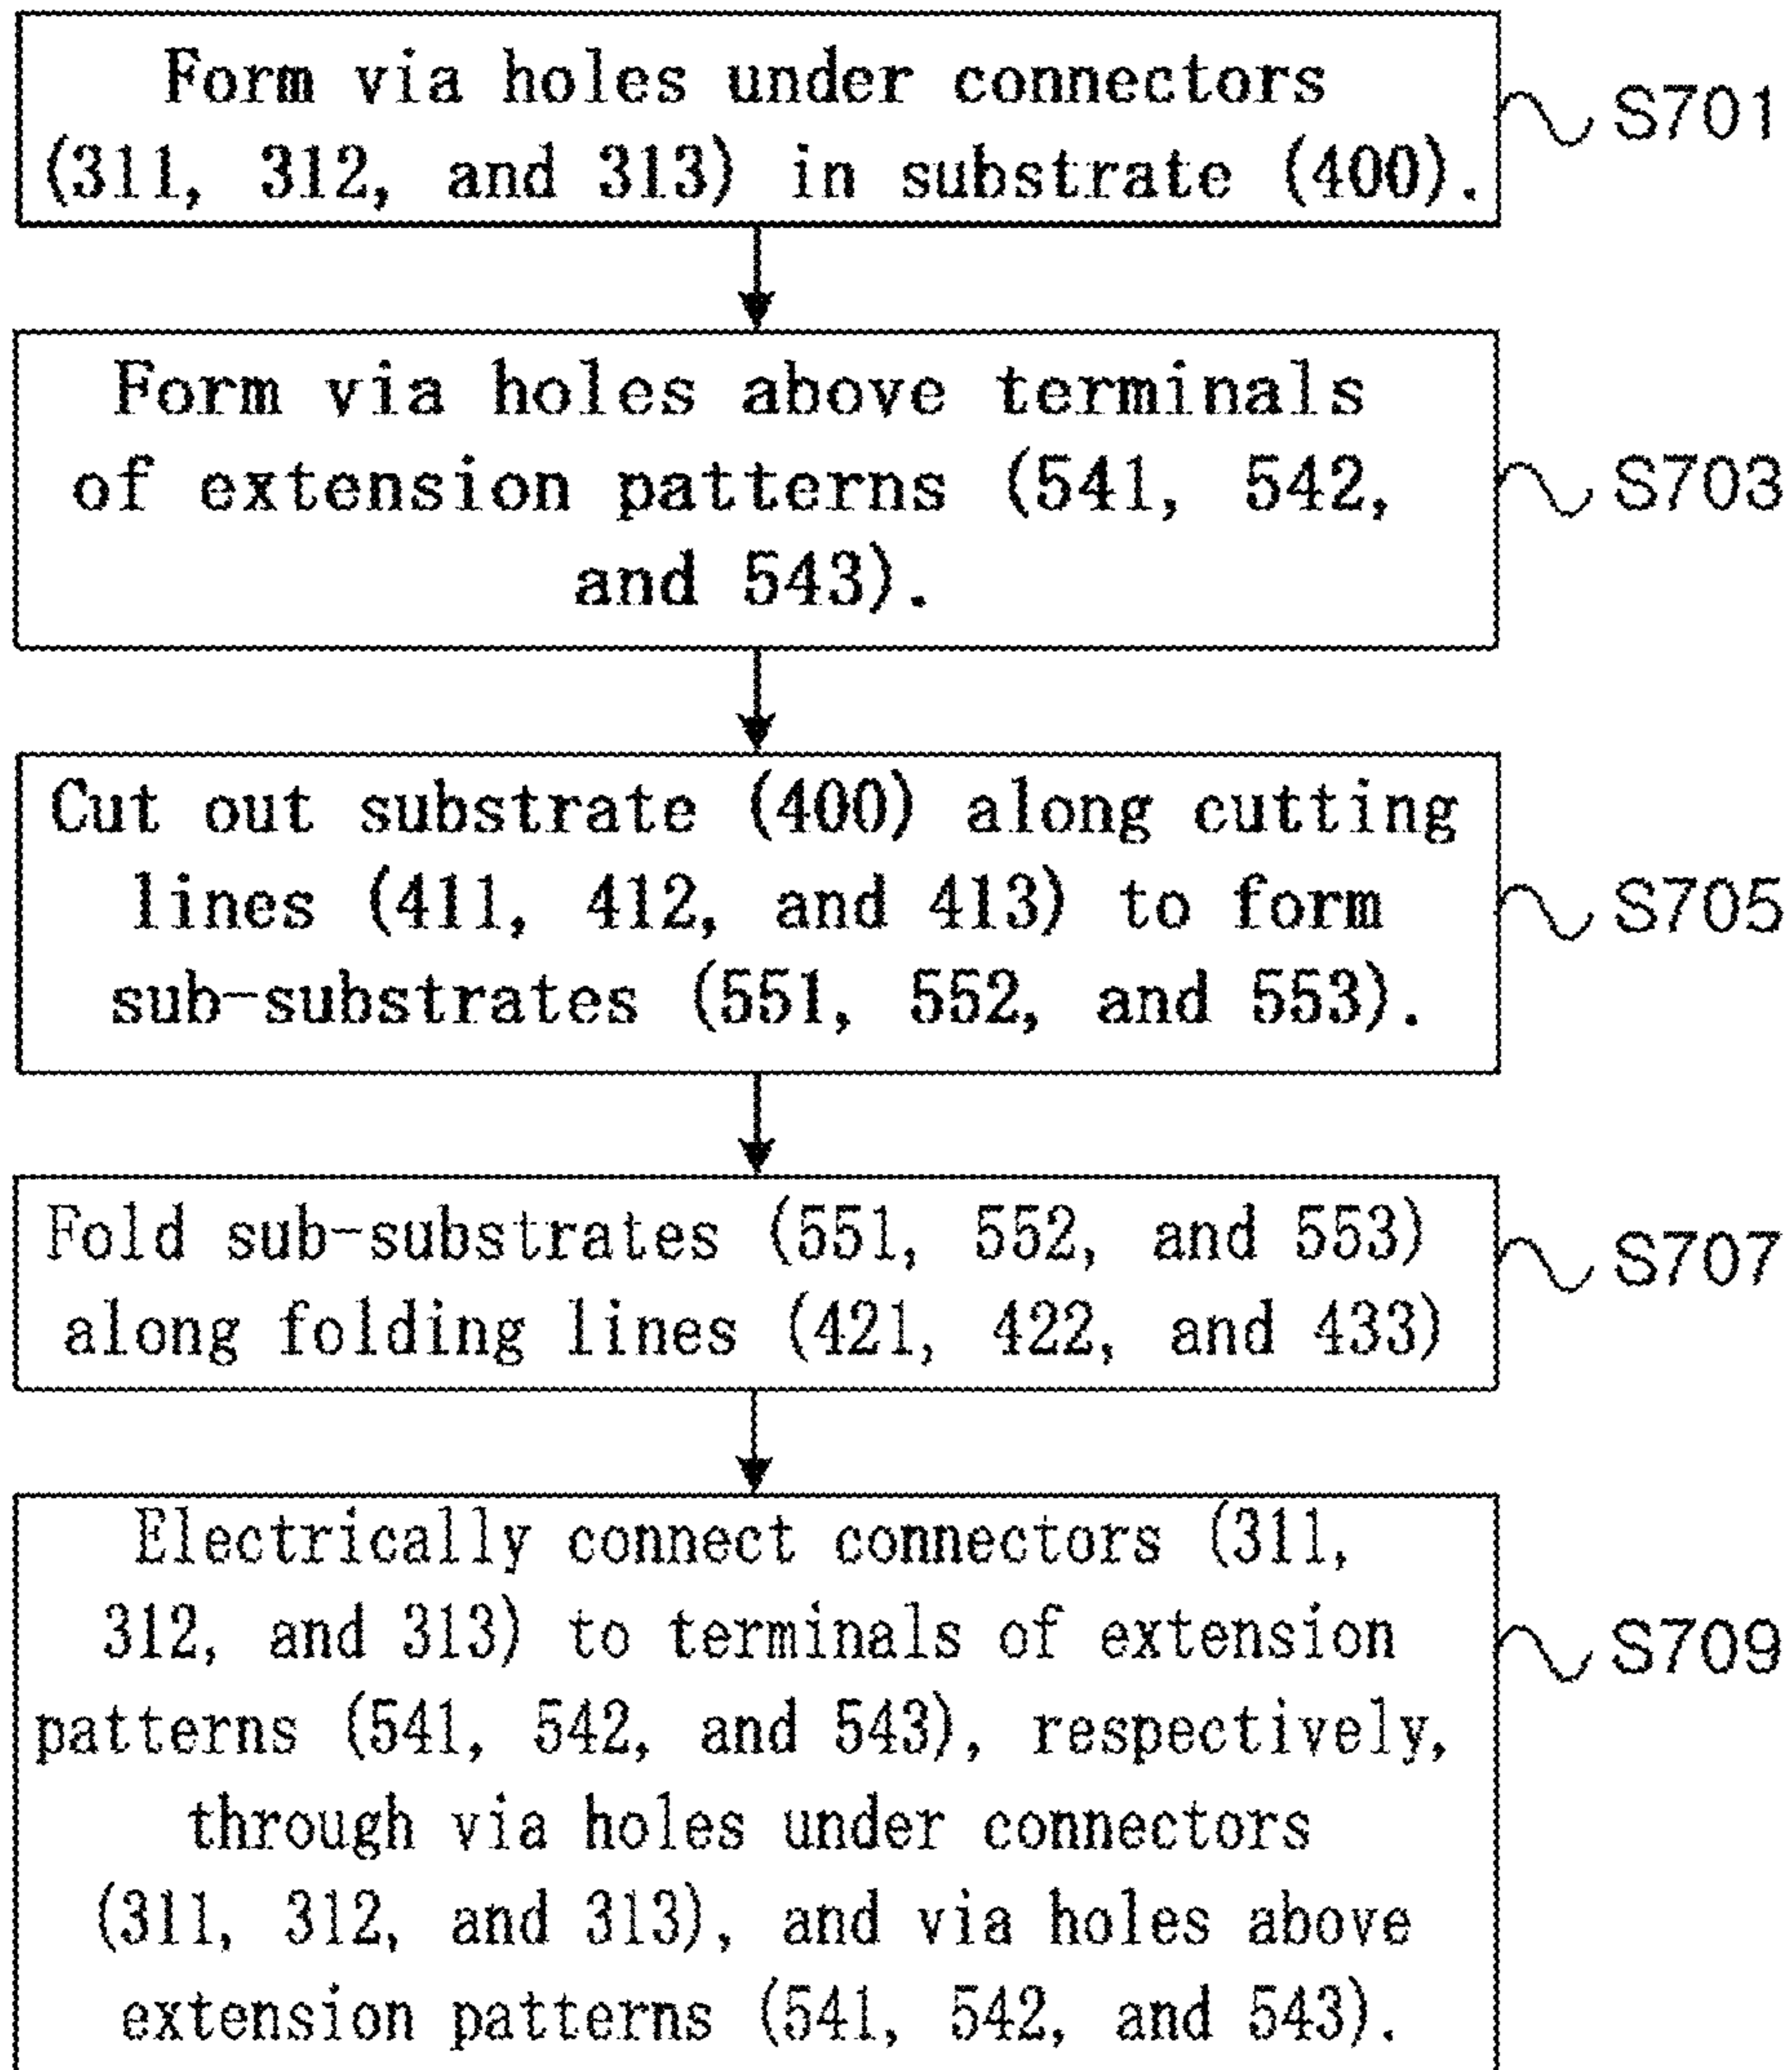 Form via holes under connectors
(311, 312, and 313) in substrate (400).
S701
Form via holes above terminals
of extension patterns (541, 542,
and 543).
S703
Cut out substrate (400) along cutting
lines (411, 412, and 413) to form
sub-substrates (551, 552, and 553).
S705
Fold sub-substrates (551, 552, and 553)
along folding lines (421, 422, and 433)
S707
Electrically connect connectors (311,
312, and 313) to terminals of extension
patterns (541, 542, and 543), respectively,
through via holes under connectors
(311, 312, and 313), and via holes above
extension patterns (541, 542, and 543).
S709